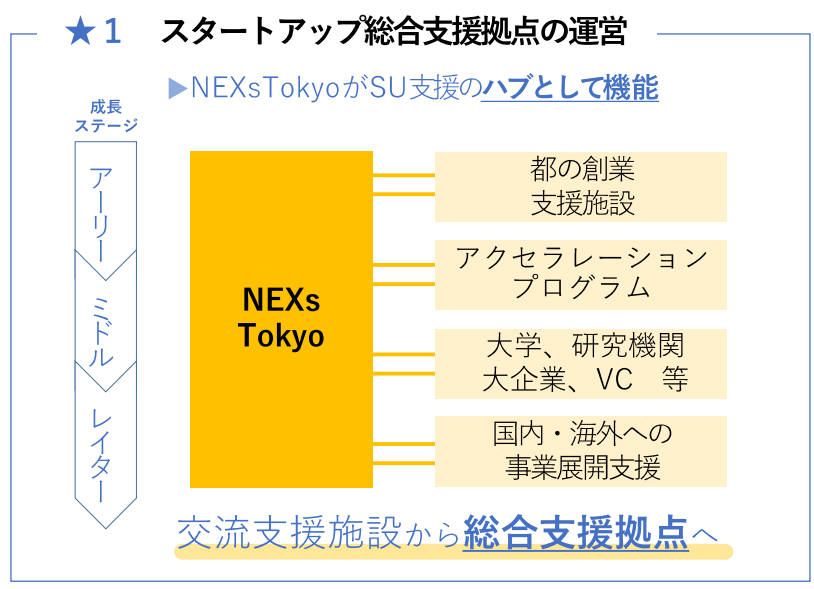 ★１　スタートアップ総合支援拠点の運営
▶NEXsTokyoがSU支援のハブとして機能
成長
ステージ
アーリー
ミドル
レイター
NEXs
Tokyo
都の創業
支援施設
アクセラレーション
プログラム
大学、研究機関
大企業、VC　等
国内・海外への
事業展開支援
交流支援施設から総合支援拠点へ